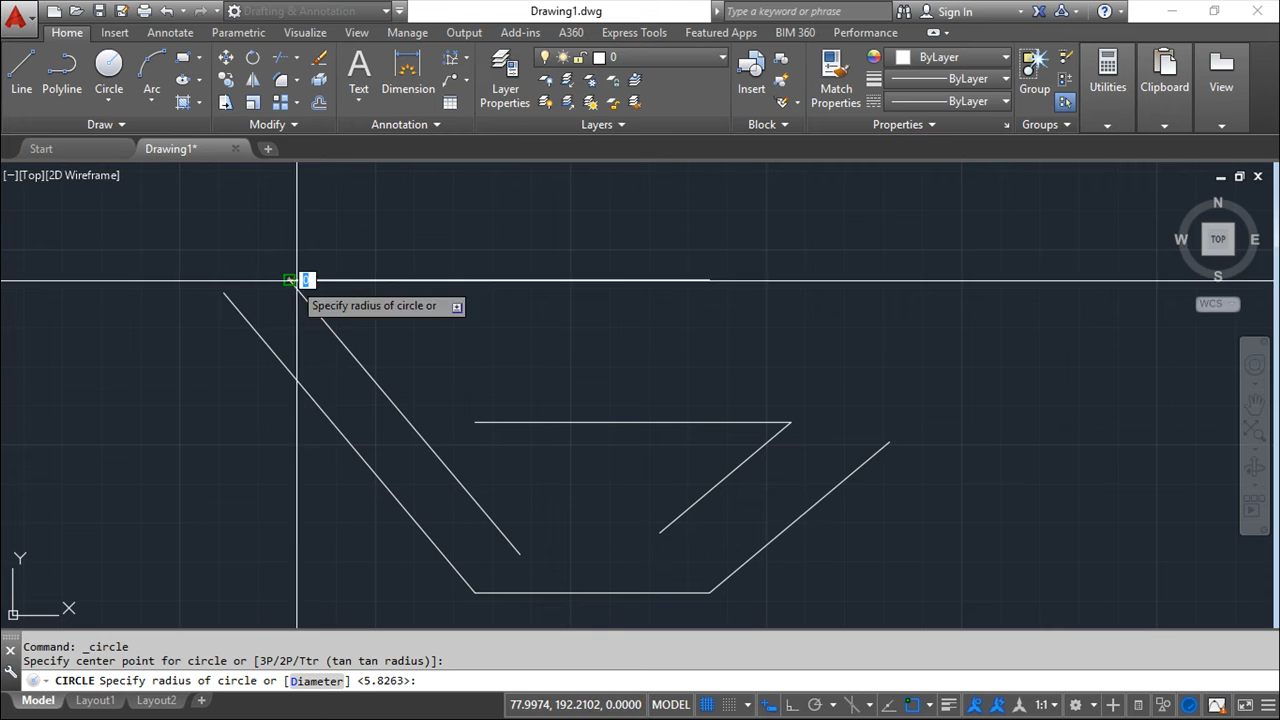 Drafting & Annotation
Drawing1.dwg
Type a keyword or phrase
Sign In
Home Insert Annotate Parametric Visualize View Manage Output Add-ins A360 Express Tools Featured Apps BIM 360 Performance
Line Polyline Circle Arc
Text Dimension
Layer Properties
0
Insert
Match Properties
ByLayer
ByLayer
ByLayer
Group
Utilities
Clipboard
View
Draw
Modify
Annotation
Layers
Block
Properties
Groups
Start
Drawing1*
[−][Top][2D Wireframe]
N
W TOP E
S
WCS
0
Specify radius of circle or
Y
X
Command: _circle
Specify center point for circle or [3P/2P/Ttr (tan tan radius)]:
CIRCLE Specify radius of circle or [Diameter] <5.8263>:
Model Layout1 Layout2
77.9974, 192.2102, 0.0000 MODEL
1:1